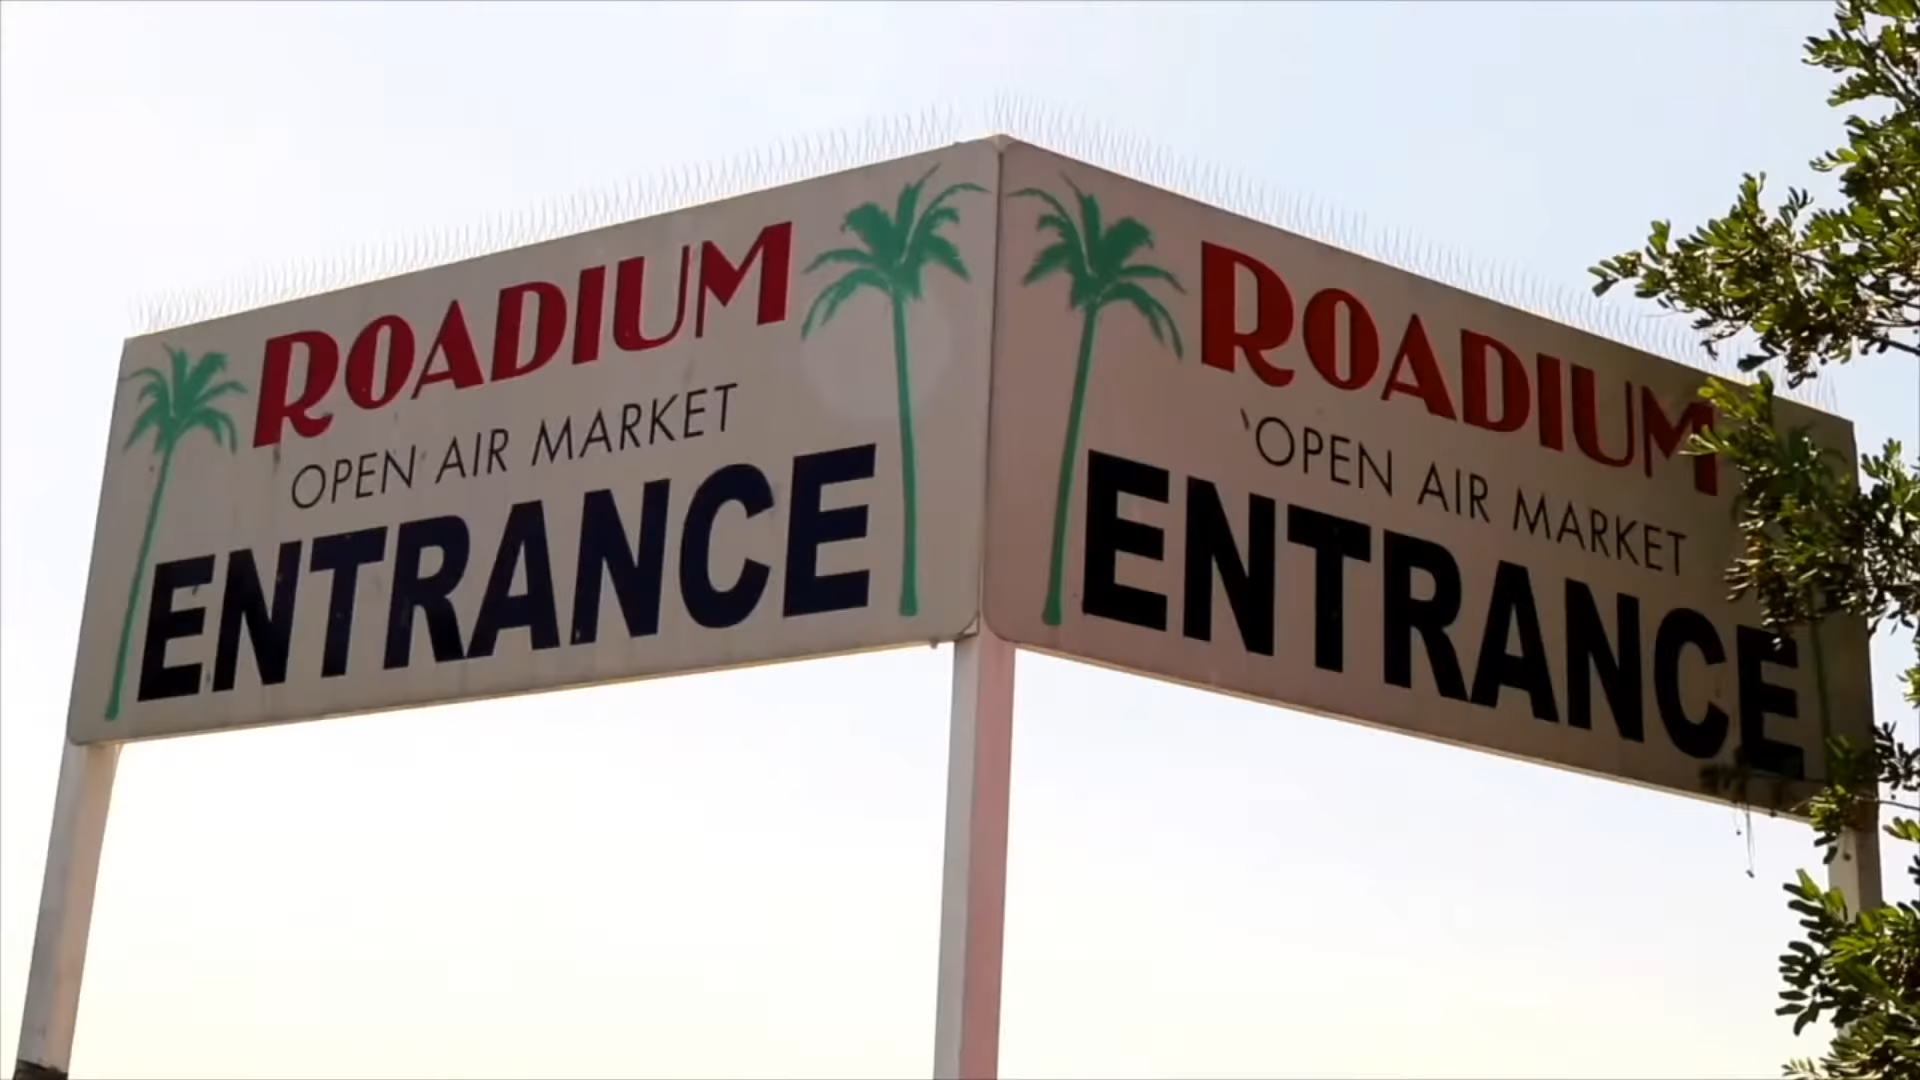 ROADIUM
OPEN AIR MARKET
ENTRANCE
ROADIUM
OPEN AIR MARKET
ENTRANCE